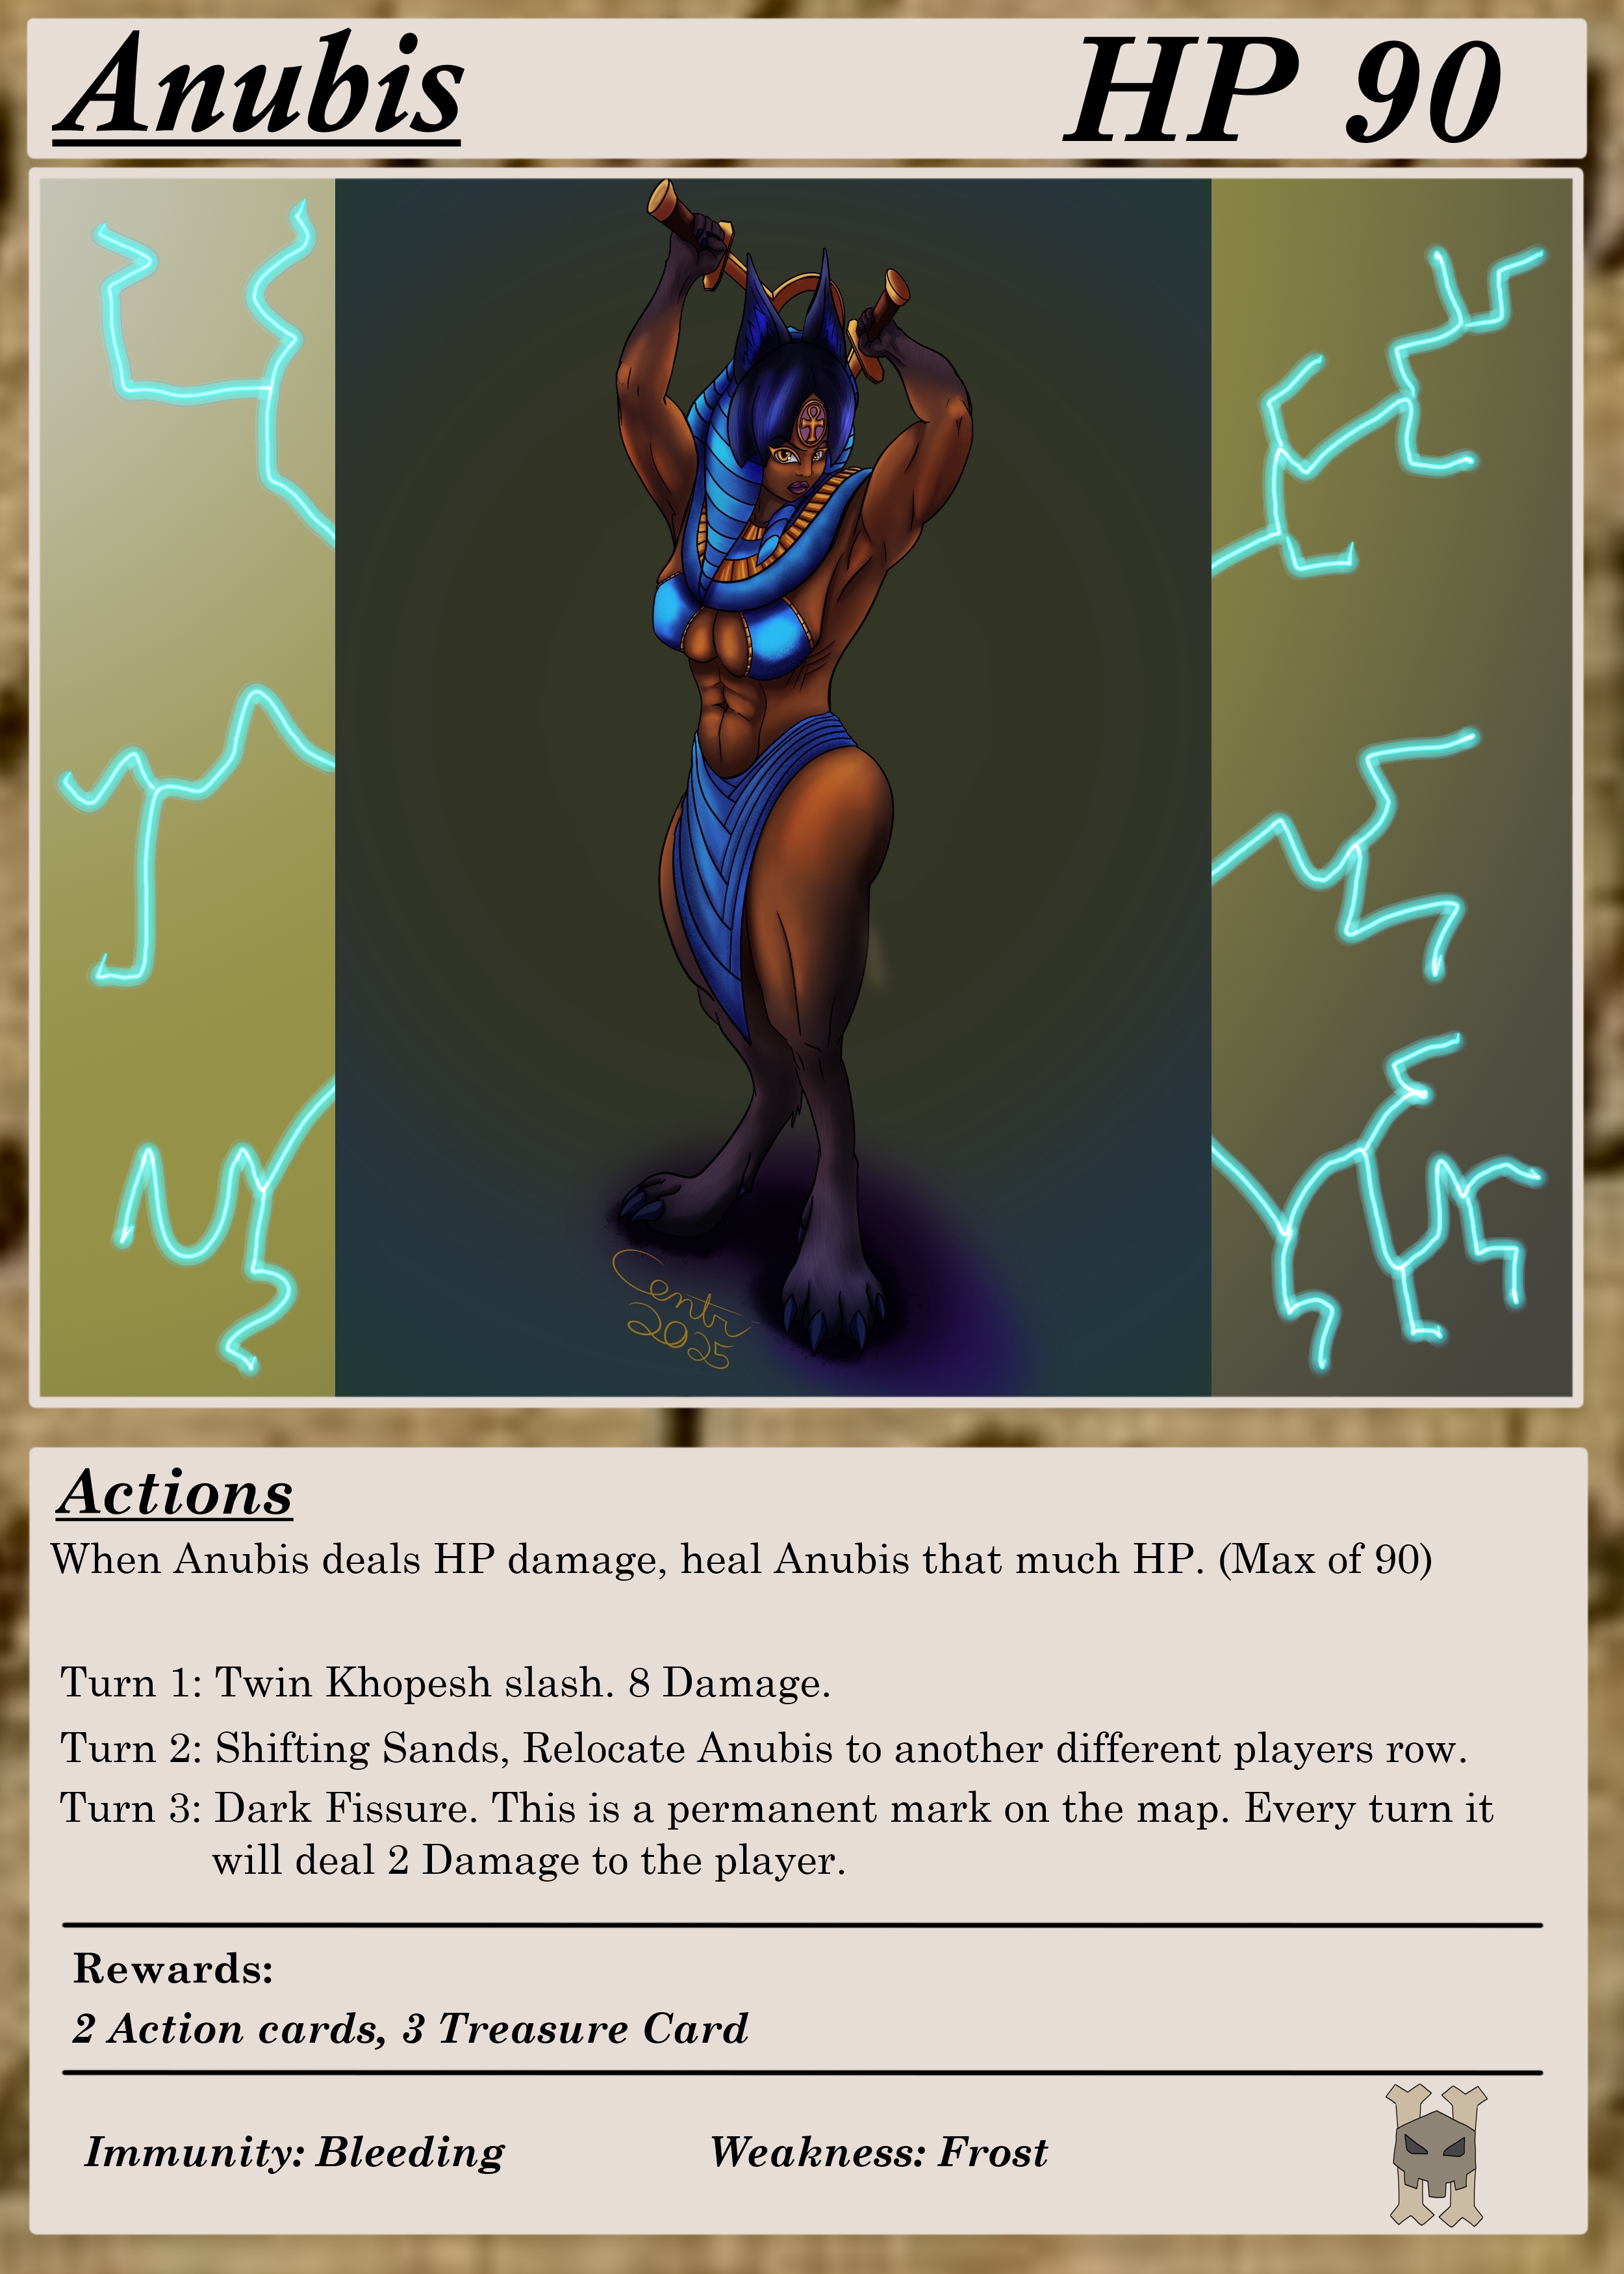 Anubis HP 90
Centi
2025
Actions
When Anubis deals HP damage, heal Anubis that much HP. (Max of 90)
Turn 1: Twin Khopesh slash. 8 Damage.
Turn 2: Shifting Sands, Relocate Anubis to another different players row.
Turn 3: Dark Fissure. This is a permanent mark on the map. Every turn it
will deal 2 Damage to the player.
Rewards:
2 Action cards, 3 Treasure Card
Immunity: Bleeding Weakness: Frost